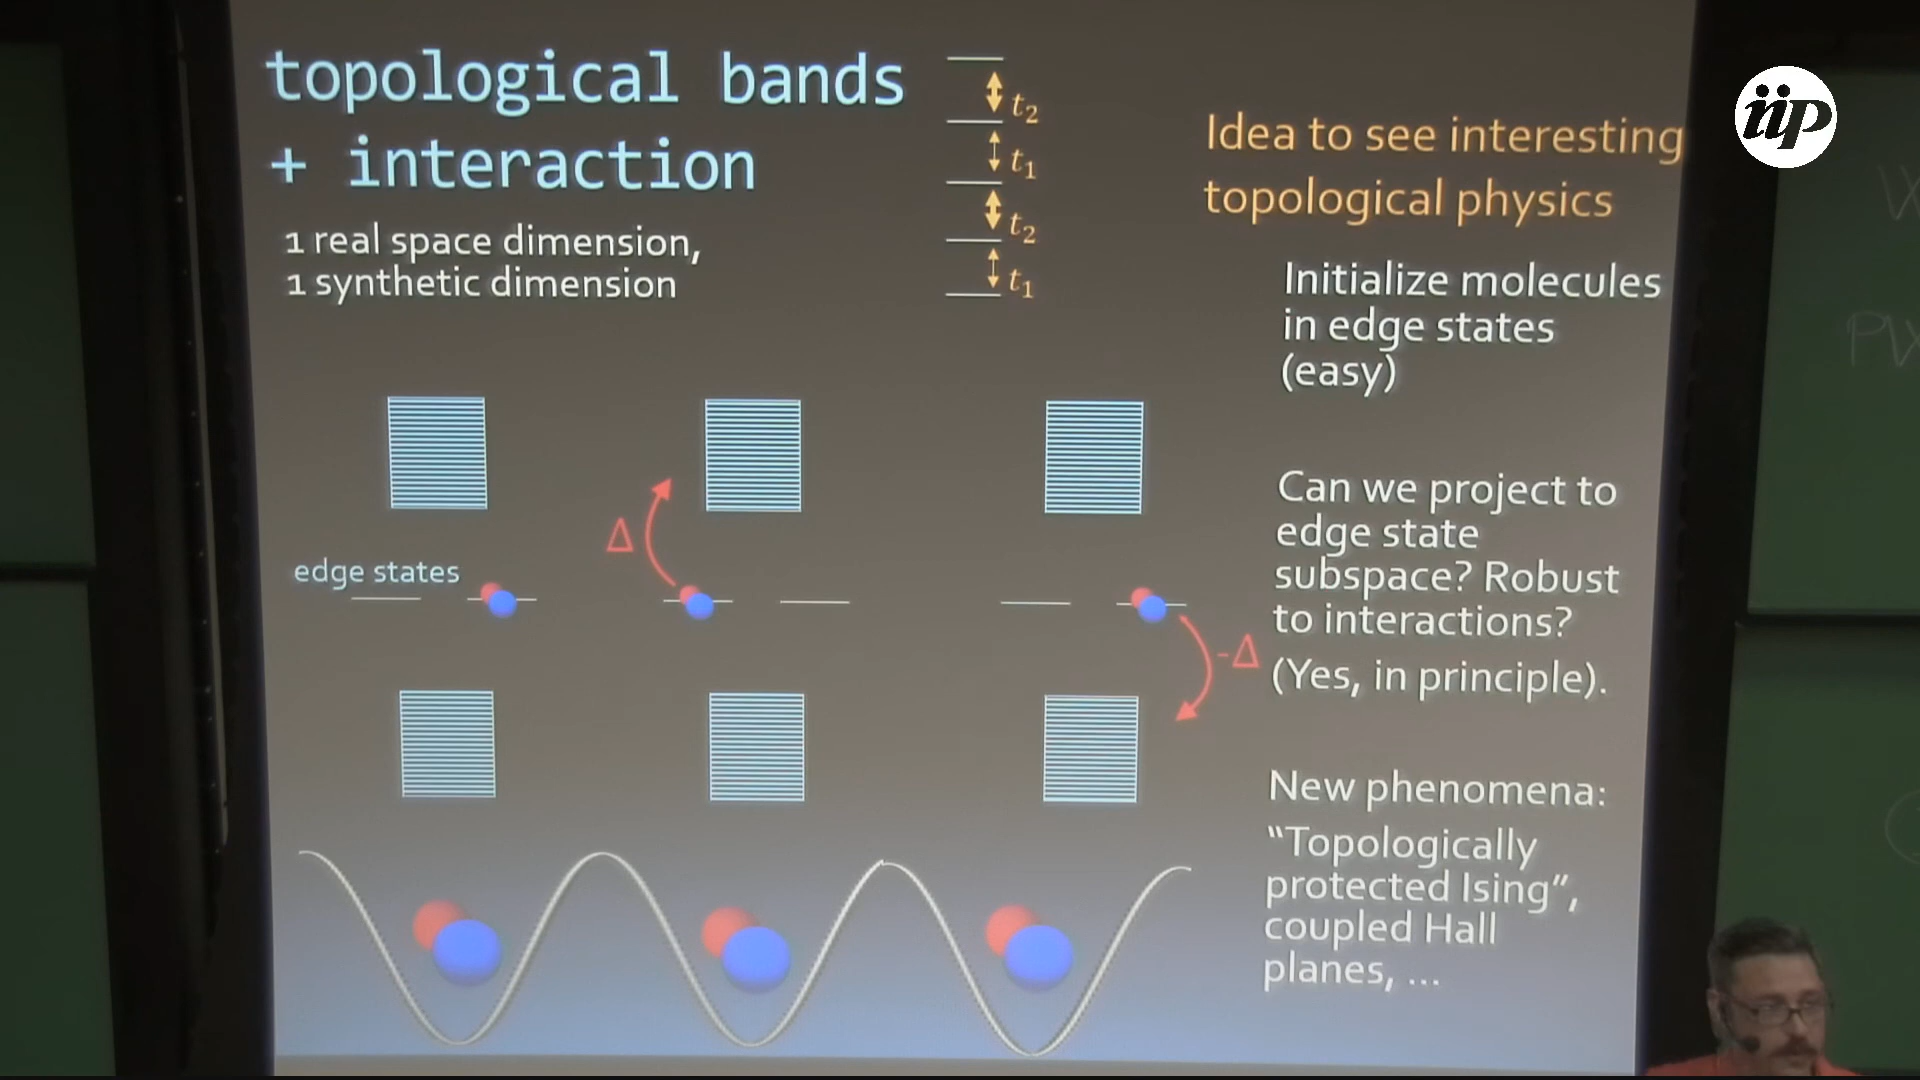 topological bands
+ interaction
1 real space dimension,
1 synthetic dimension
t₂
t₁
t₂
t₁
Idea to see interesting
topological physics
Initialize molecules
in edge states
(easy)
Can we project to
edge state
subspace? Robust
to interactions?
(Yes, in principle).
New phenomena:
“Topologically
protected Ising”,
coupled Hall
planes, ...
edge states
Δ
-Δ
iip